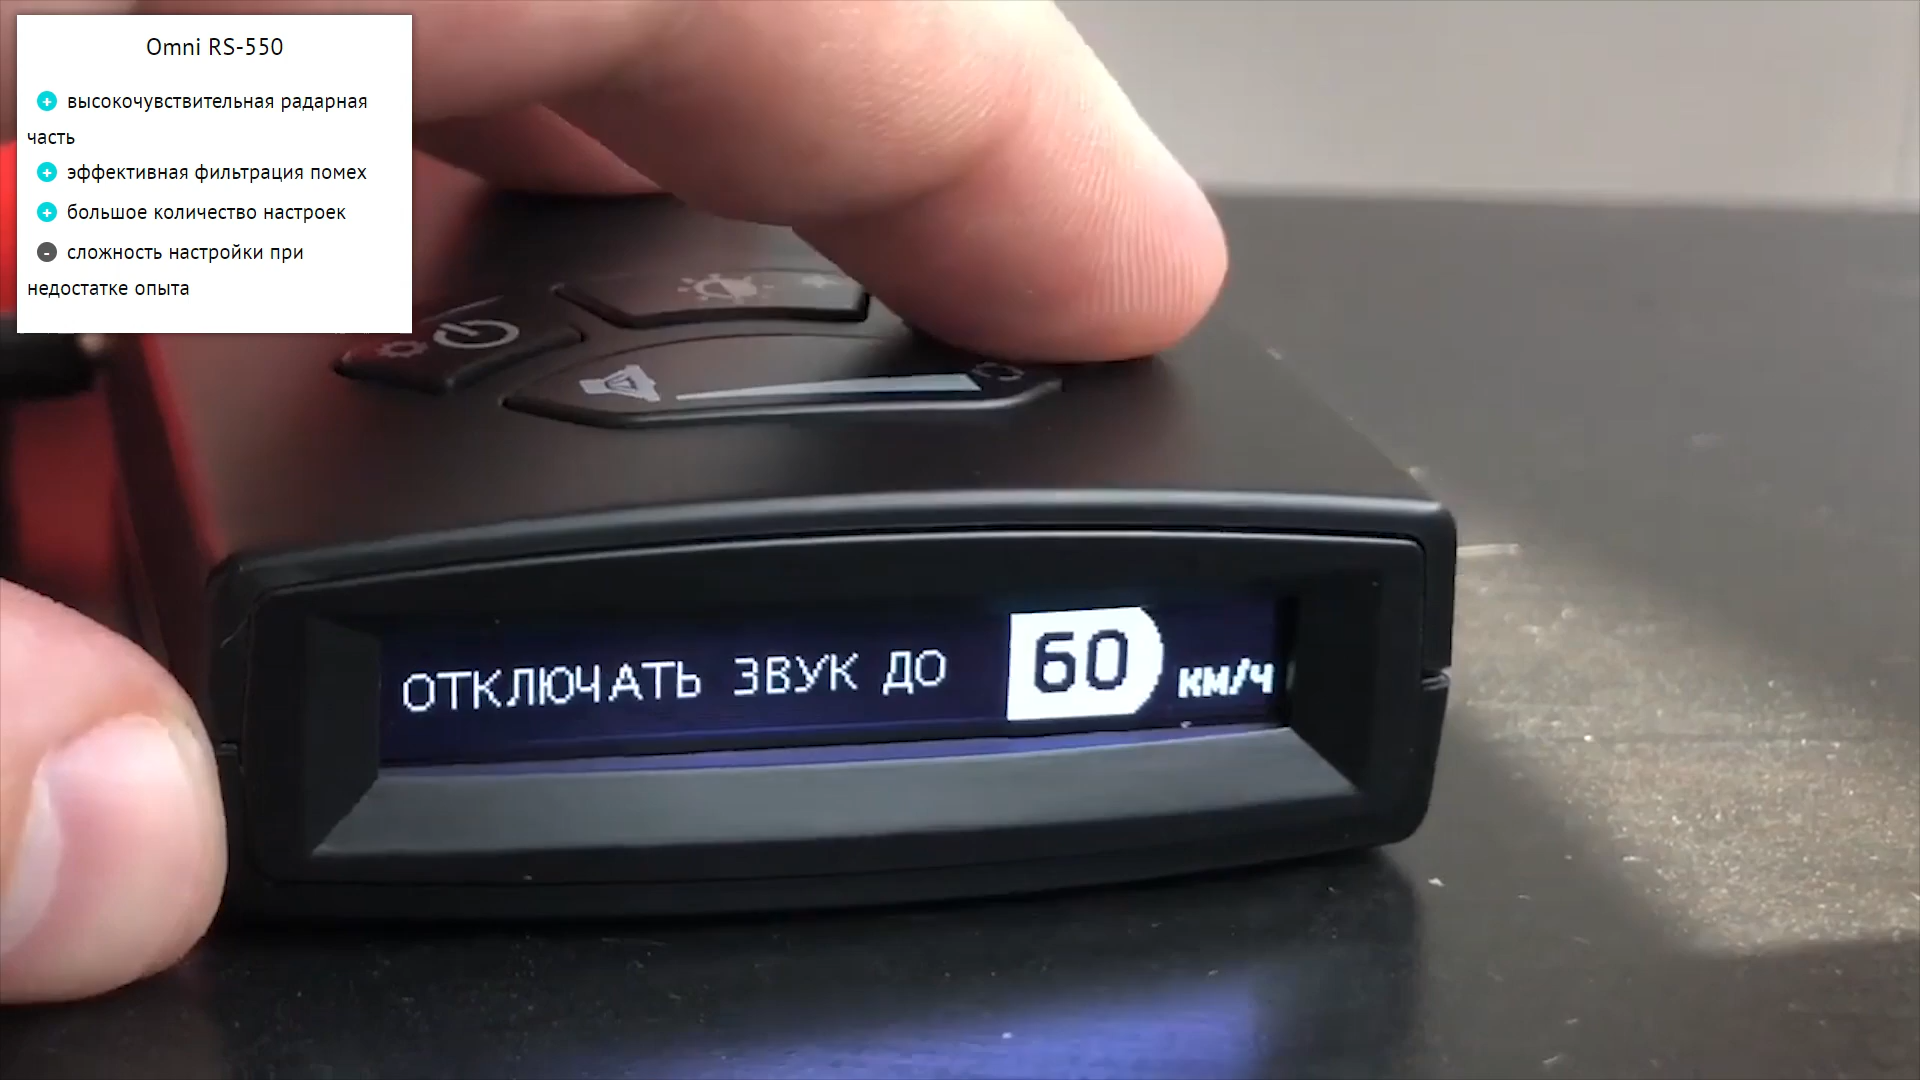 Omni RS-550
+ высокочувствительная радарная
часть
+ эффективная фильтрация помех
+ большое количество настроек
- сложность настройки при
недостатке опыта
ОТКЛЮЧАТЬ ЗВУК ДО 60 км/ч